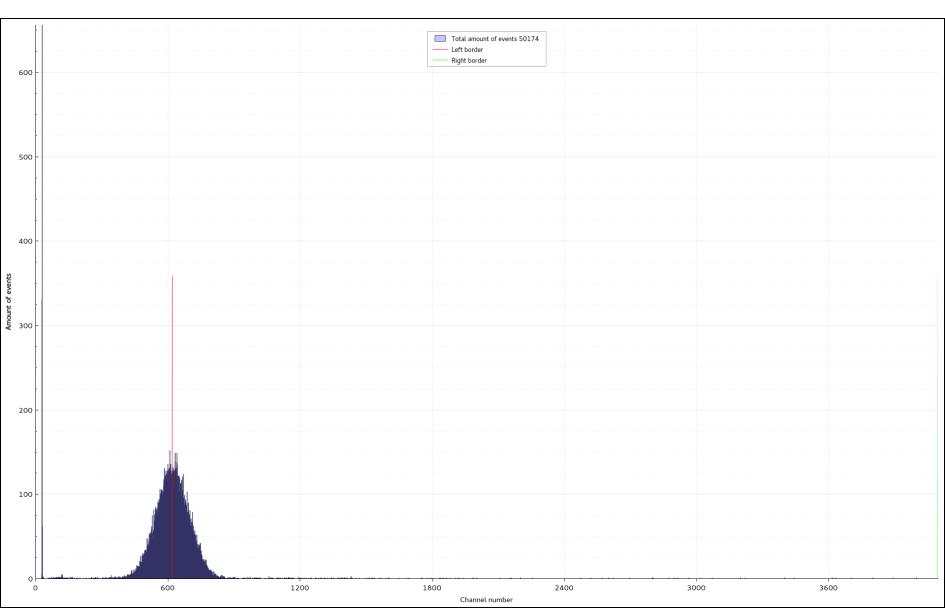 Total amount of events 50174
Left border
Right border
600
500
400
300
200
100
0
Amount of events
0 600 1200 1800 2400 3000 3600
Channel number